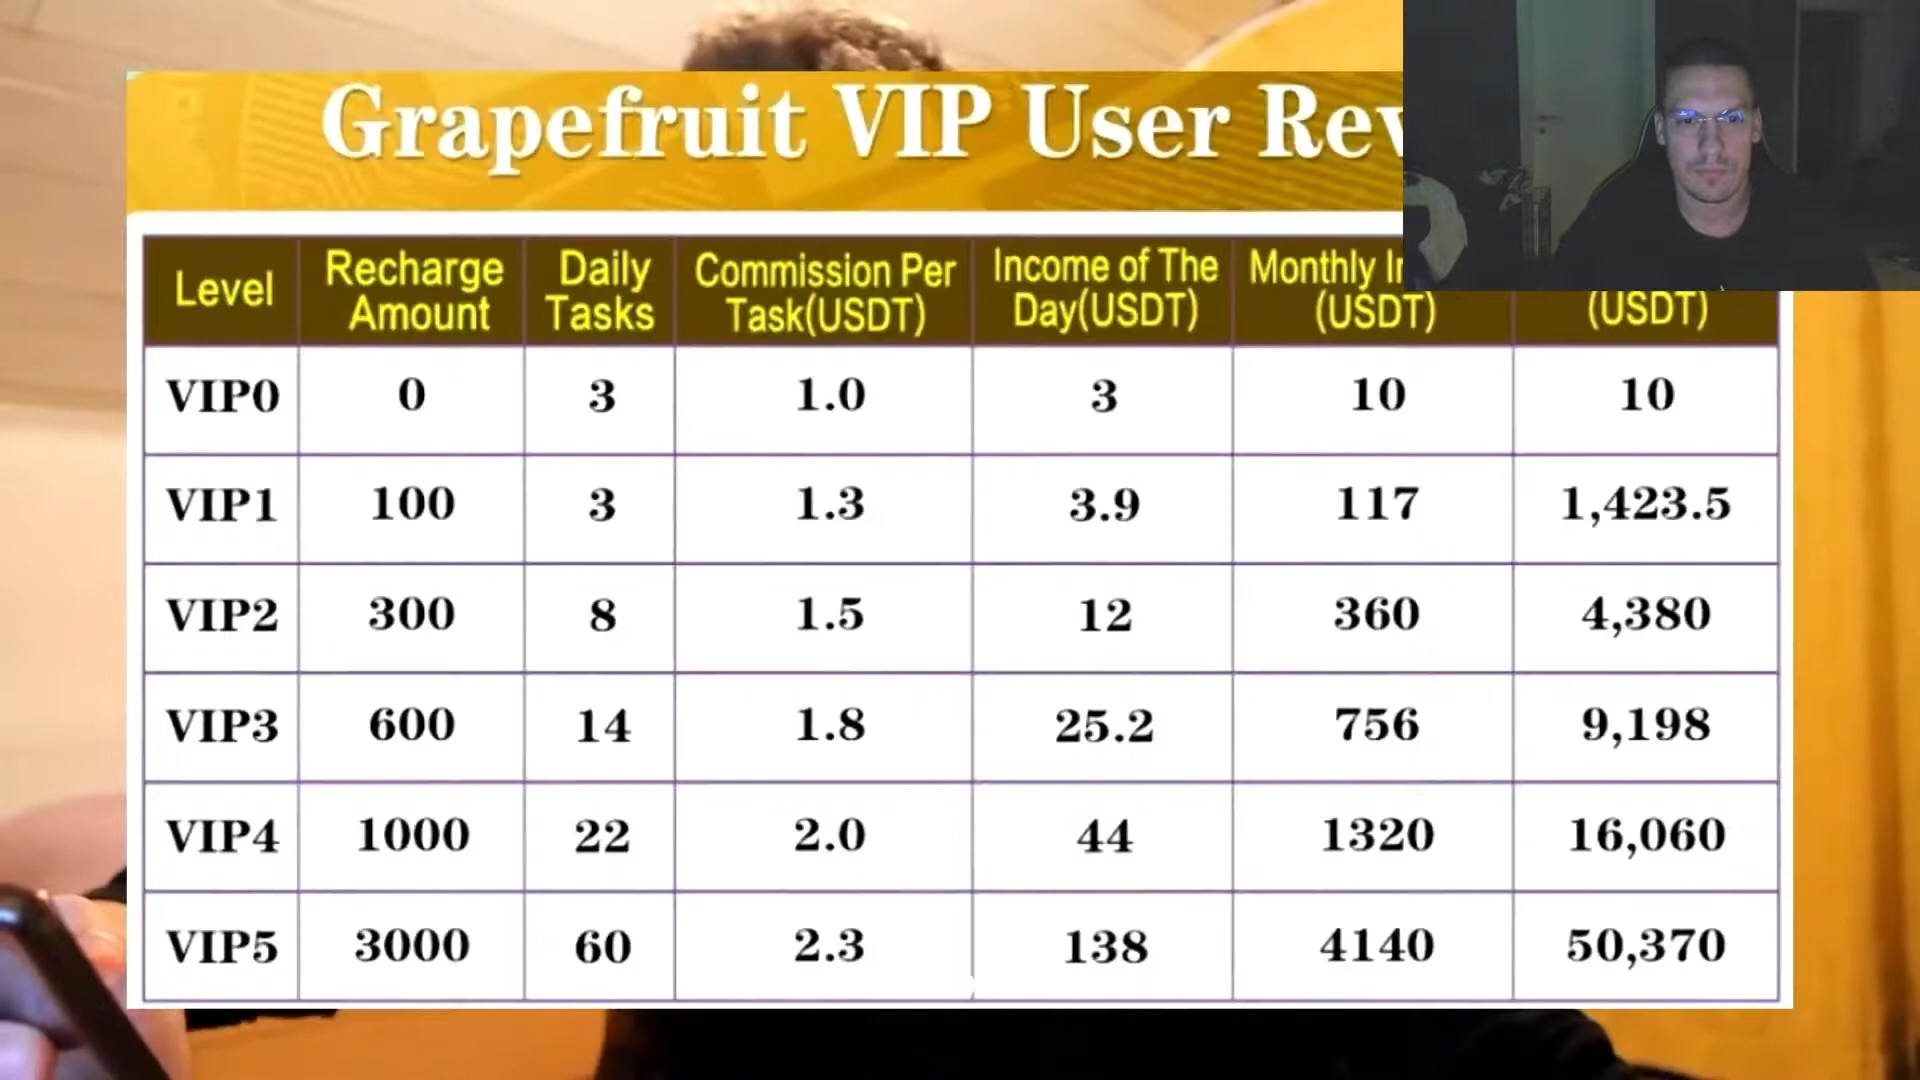 Grapefruit VIP User
Level Recharge Amount Daily Tasks Commission Per Task(USDT) Income of The Day(USDT) Monthly (USDT) (USDT)
VIP0 0 3 1.0 3 10 10
VIP1 100 3 1.3 3.9 117 1,423.5
VIP2 300 8 1.5 12 360 4,380
VIP3 600 14 1.8 25.2 756 9,198
VIP4 1000 22 2.0 44 1320 16,060
VIP5 3000 60 2.3 138 4140 50,370